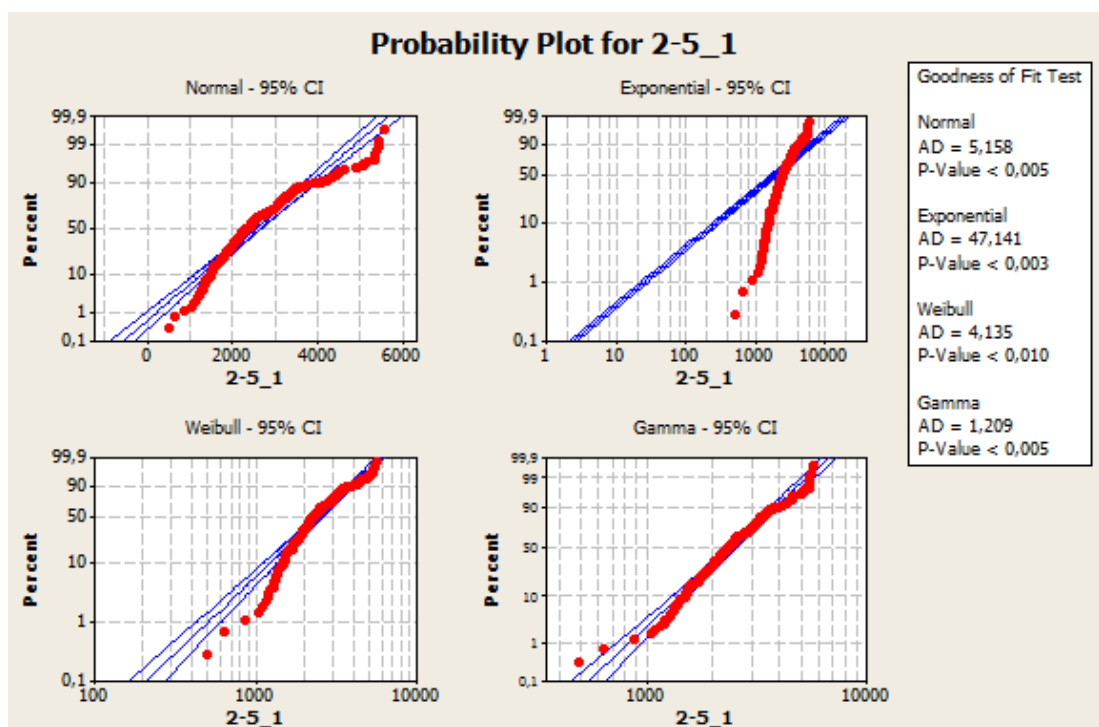 Probability Plot for 2-5_1
Normal - 95% CI
99,9
99
90
50
10
1
0,1
Percent
0 2000 4000 6000
2-5_1
Exponential - 95% CI
99,9
90
50
10
1
0,1
Percent
1 10 100 1000 10000
2-5_1
Weibull - 95% CI
99,9
90
50
10
1
0,1
Percent
100 1000 10000
2-5_1
Gamma - 95% CI
99,9
99
90
50
10
1
0,1
Percent
1000 10000
2-5_1
Goodness of Fit Test
Normal
AD = 5,158
P-Value < 0,005
Exponential
AD = 47,141
P-Value < 0,003
Weibull
AD = 4,135
P-Value < 0,010
Gamma
AD = 1,209
P-Value < 0,005